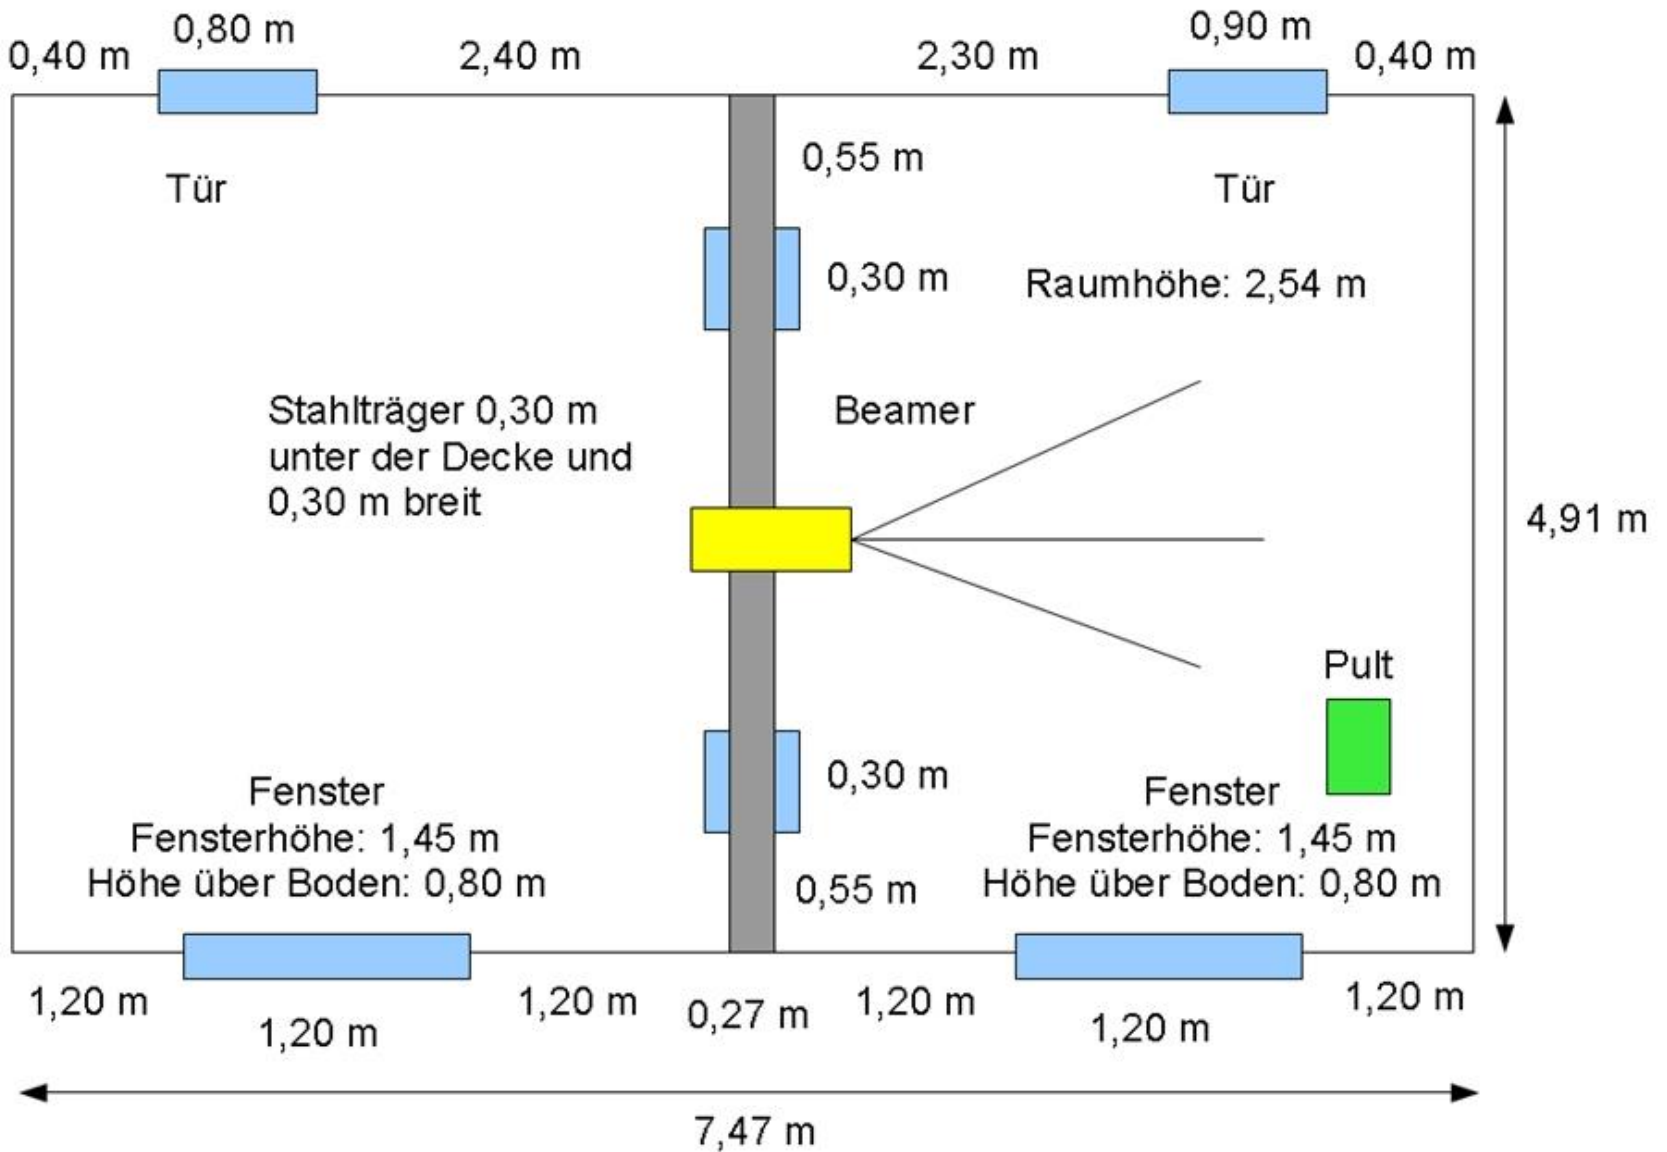 0,40 m
0,80 m
2,40 m
2,30 m
0,90 m
0,40 m
Tür
0,55 m
Tür
0,30 m
Raumhöhe: 2,54 m
Stahlträger 0,30 m
unter der Decke und
0,30 m breit
Beamer
4,91 m
Pult
Fenster
Fensterhöhe: 1,45 m
Höhe über Boden: 0,80 m
0,30 m
0,55 m
Fenster
Fensterhöhe: 1,45 m
Höhe über Boden: 0,80 m
1,20 m
1,20 m
1,20 m
0,27 m
1,20 m
1,20 m
1,20 m
7,47 m